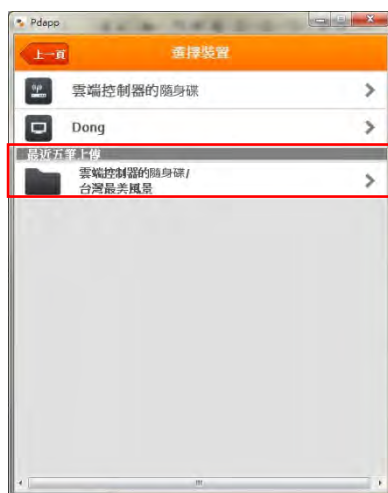 Pdapp
上一頁
選擇裝置
雲端控制器的隨身碟
Dong
最近五筆上傳
雲端控制器的隨身碟/
台灣最美風景